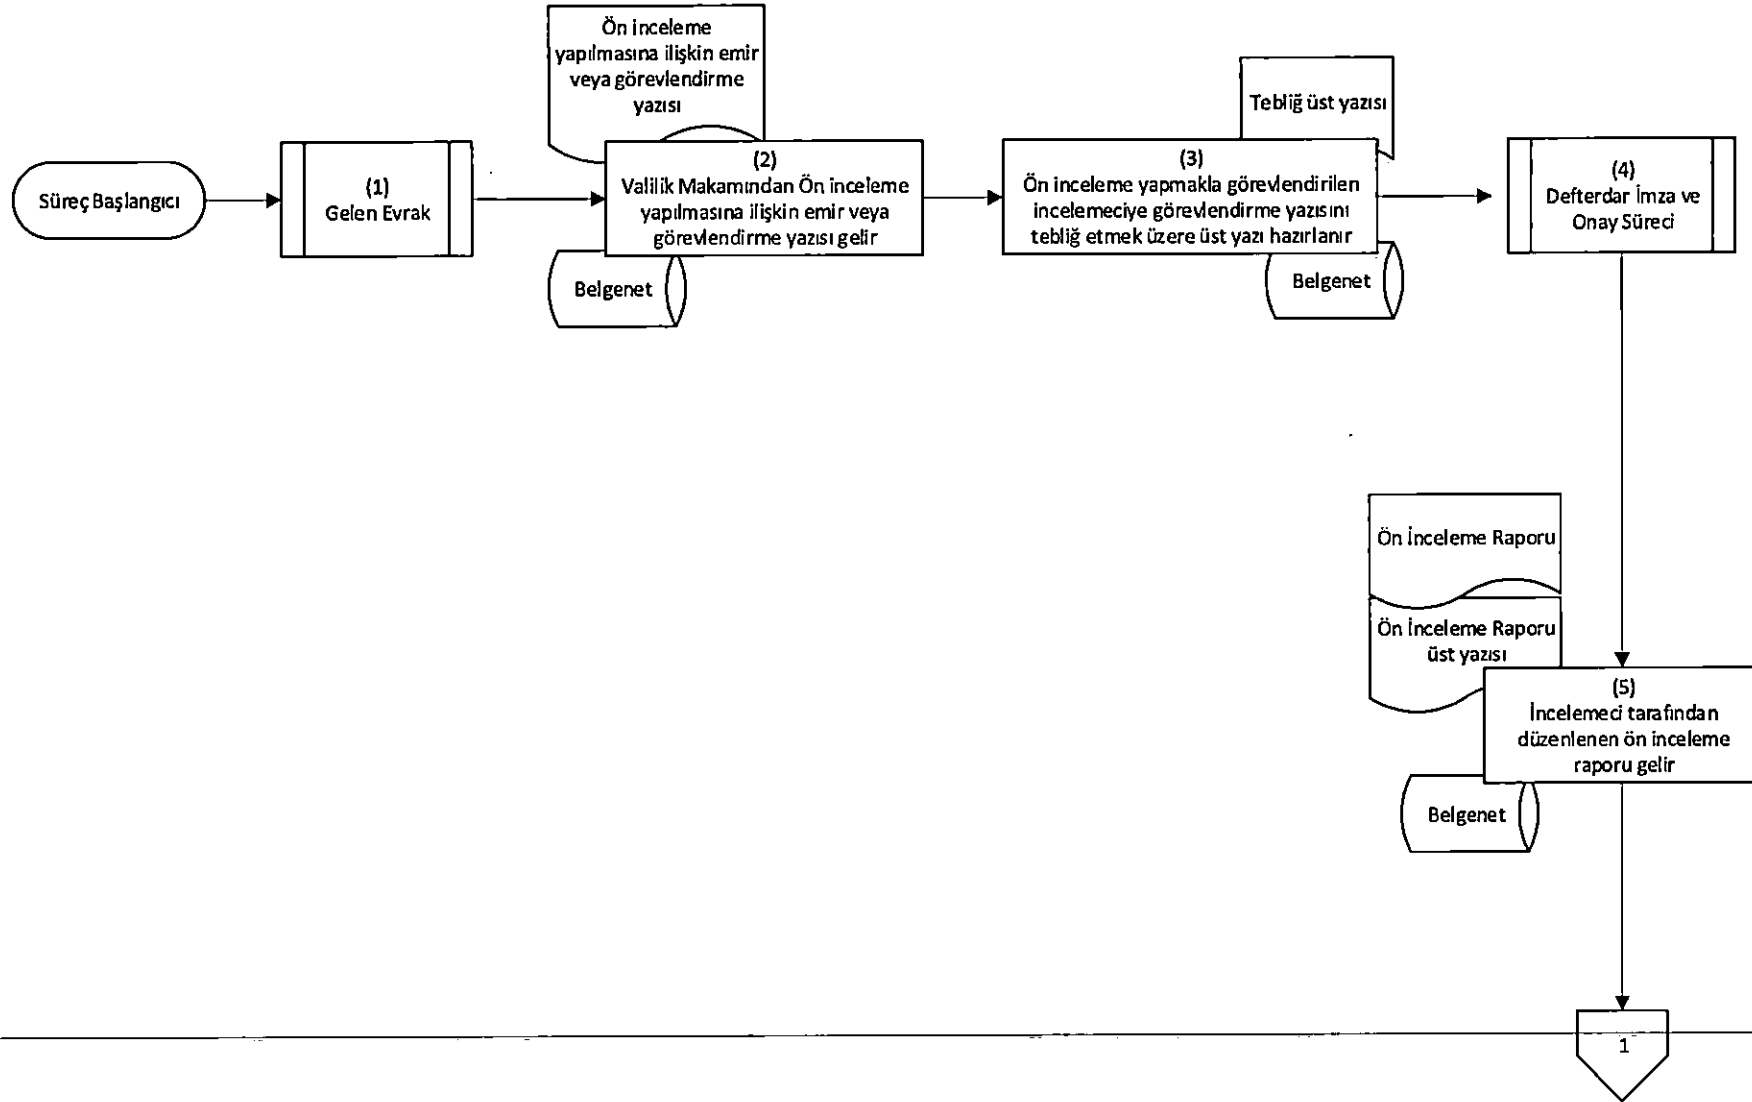 Ön inceleme
yapılmasına ilişkin emir
veya görevlendirme
yazısı
Tebliğ üst yazısı
Süreç Başlangıcı
(1)
Gelen Evrak
(2)
Valilik Makamından Ön inceleme
yapılmasına ilişkin emir veya
görevlendirme yazısı gelir
(3)
Ön inceleme yapmakla görevlendirilen
incelemeciye görevlendirme yazısını
tebliğ etmek üzere üst yazı hazırlanır
(4)
Defterdar İmza ve
Onay Süreci
Belgenet
Belgenet
Ön İnceleme Raporu
Ön İnceleme Raporu
üst yazısı
(5)
İncelemeci tarafından
düzenlenen ön inceleme
raporu gelir
Belgenet
1